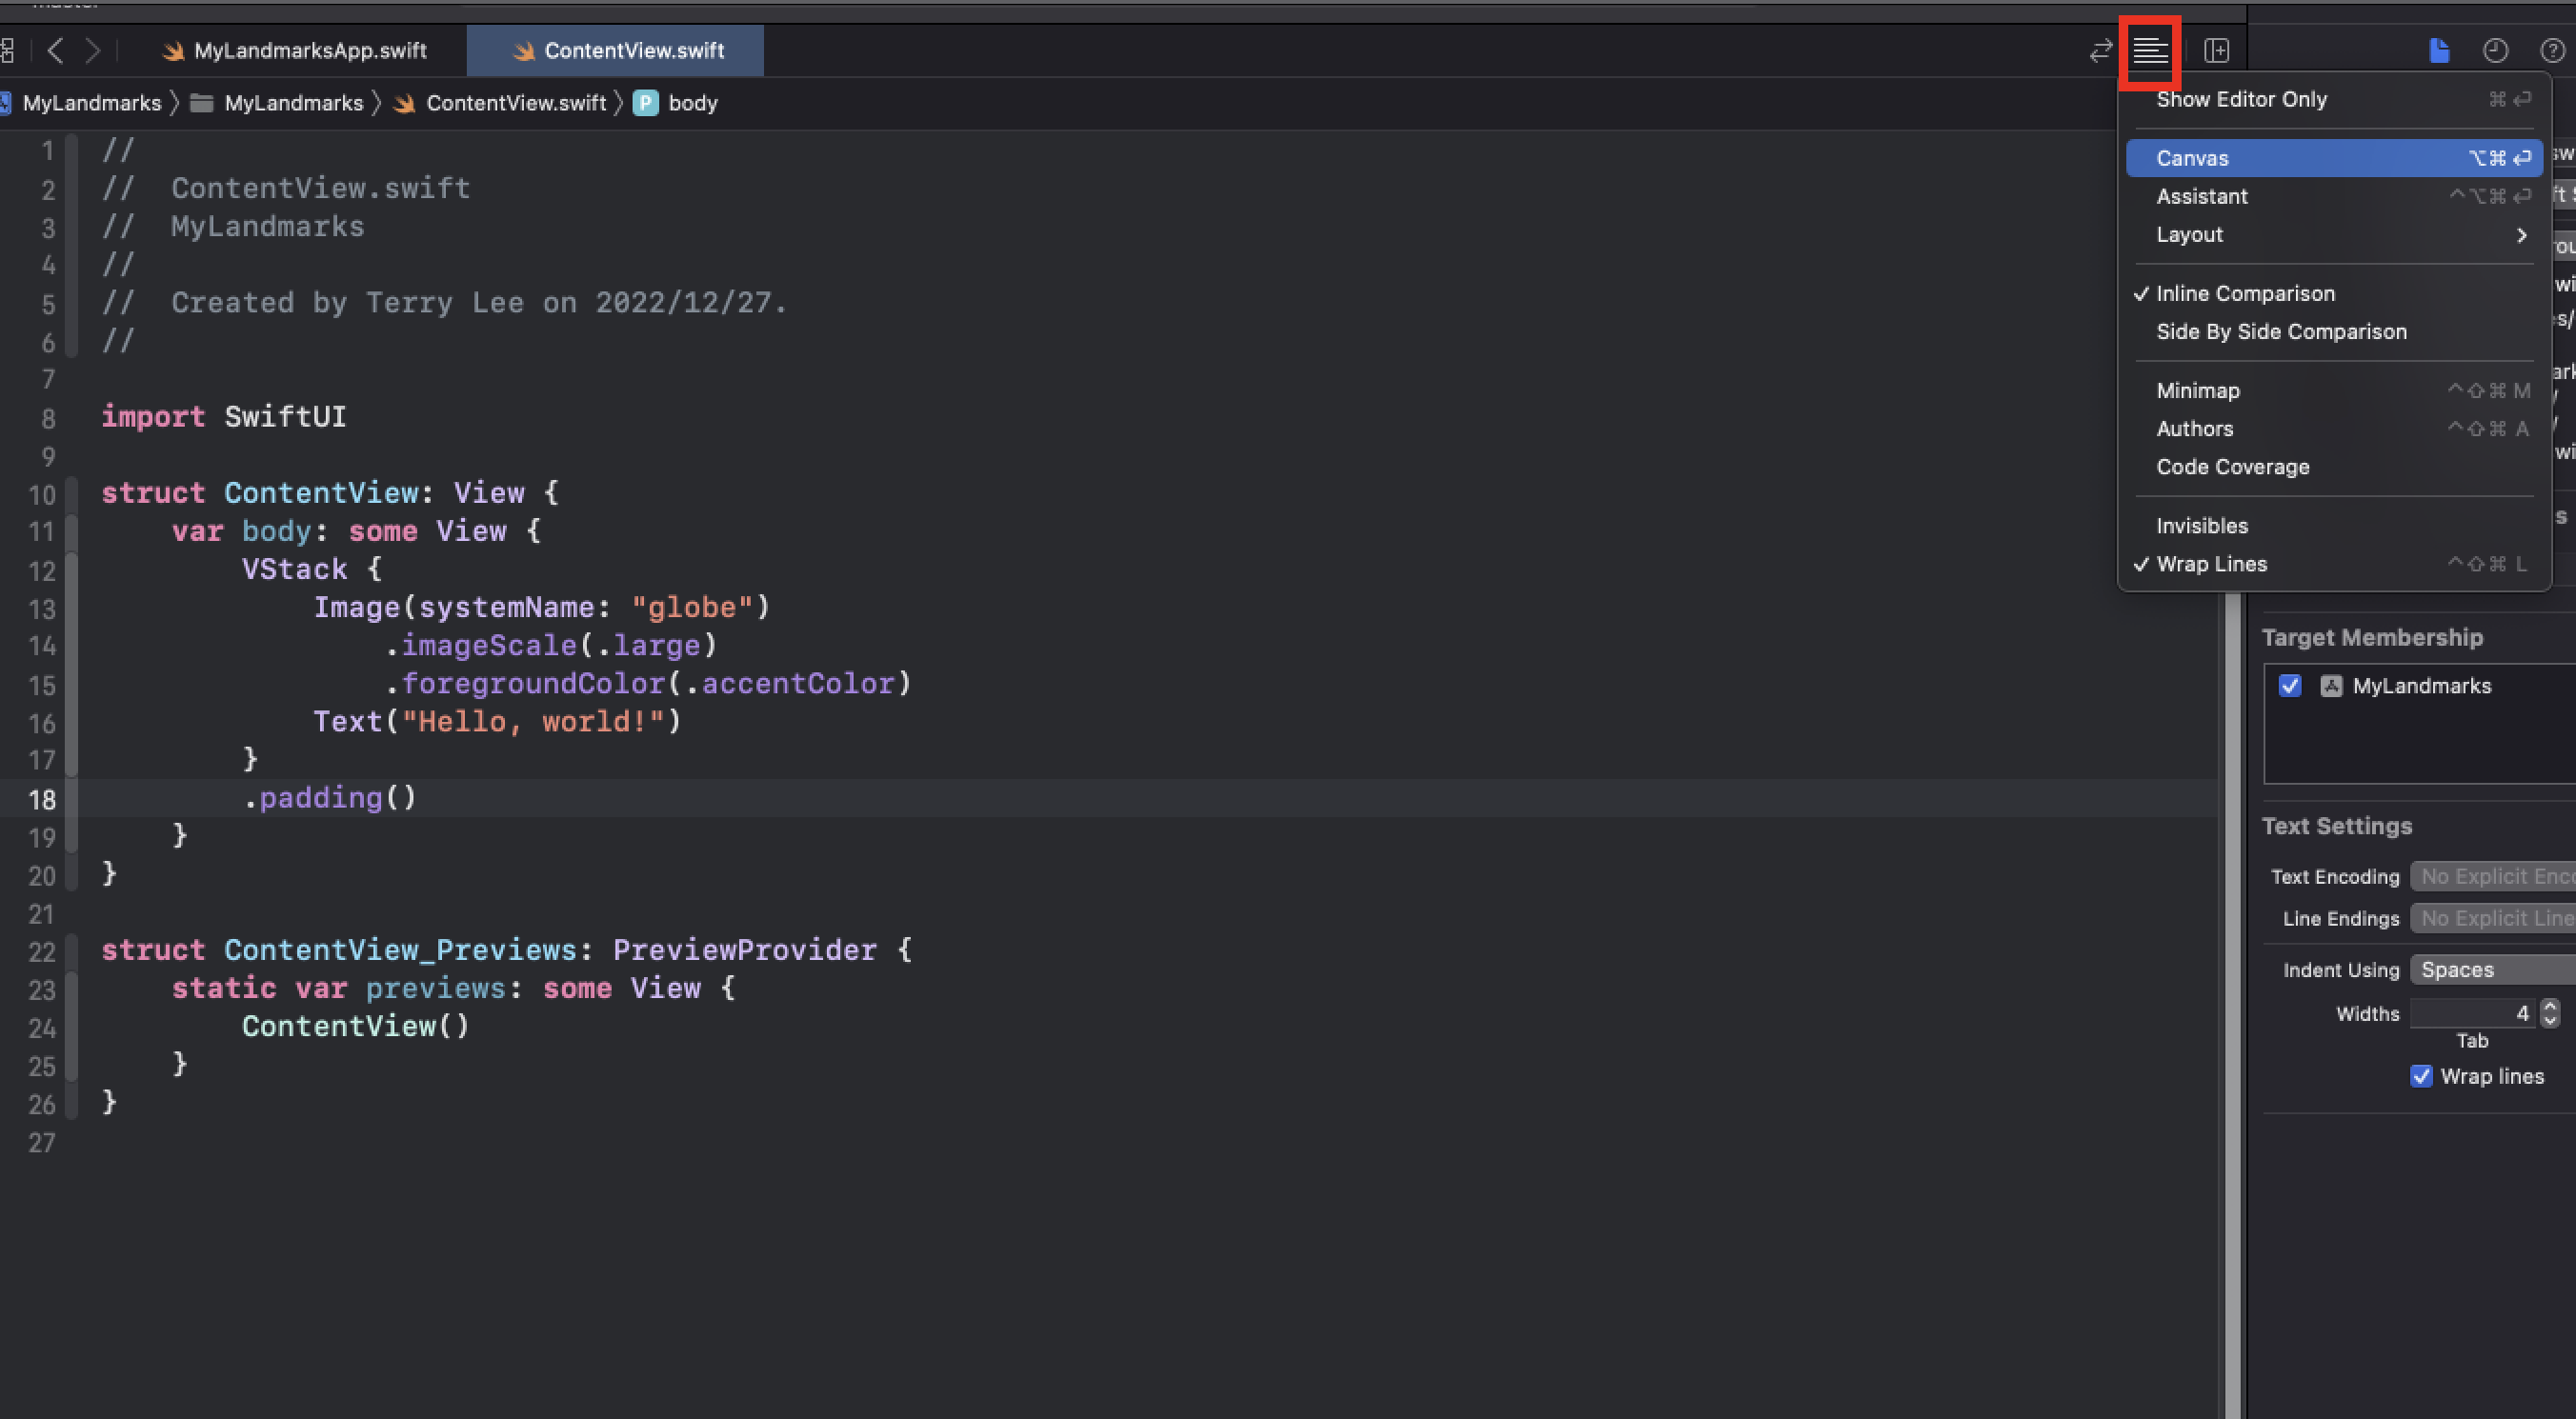 MyLandmarksApp.swift
ContentView.swift
MyLandmarks 〉 MyLandmarks 〉 ContentView.swift 〉 P body
1 //
2 //  ContentView.swift
3 //  MyLandmarks
4 //
5 //  Created by Terry Lee on 2022/12/27.
6 //
7
8 import SwiftUI
9
10 struct ContentView: View {
11     var body: some View {
12         VStack {
13             Image(systemName: "globe")
14                 .imageScale(.large)
15                 .foregroundColor(.accentColor)
16             Text("Hello, world!")
17         }
18         .padding()
19     }
20 }
21
22 struct ContentView_Previews: PreviewProvider {
23     static var previews: some View {
24         ContentView()
25     }
26 }
27
Show Editor Only ⌘ ⏎
Canvas ⌥⌘ ⏎
Assistant ^⌥⌘ ⏎
Layout
✓ Inline Comparison
Side By Side Comparison
Minimap ^⇧⌘ M
Authors ^⇧⌘ A
Code Coverage
Invisibles
✓ Wrap Lines ^⇧⌘ L
Target Membership
MyLandmarks
Text Settings
Text Encoding No Explicit Enc
Line Endings No Explicit Line
Indent Using Spaces
Widths 4
Tab
Wrap lines